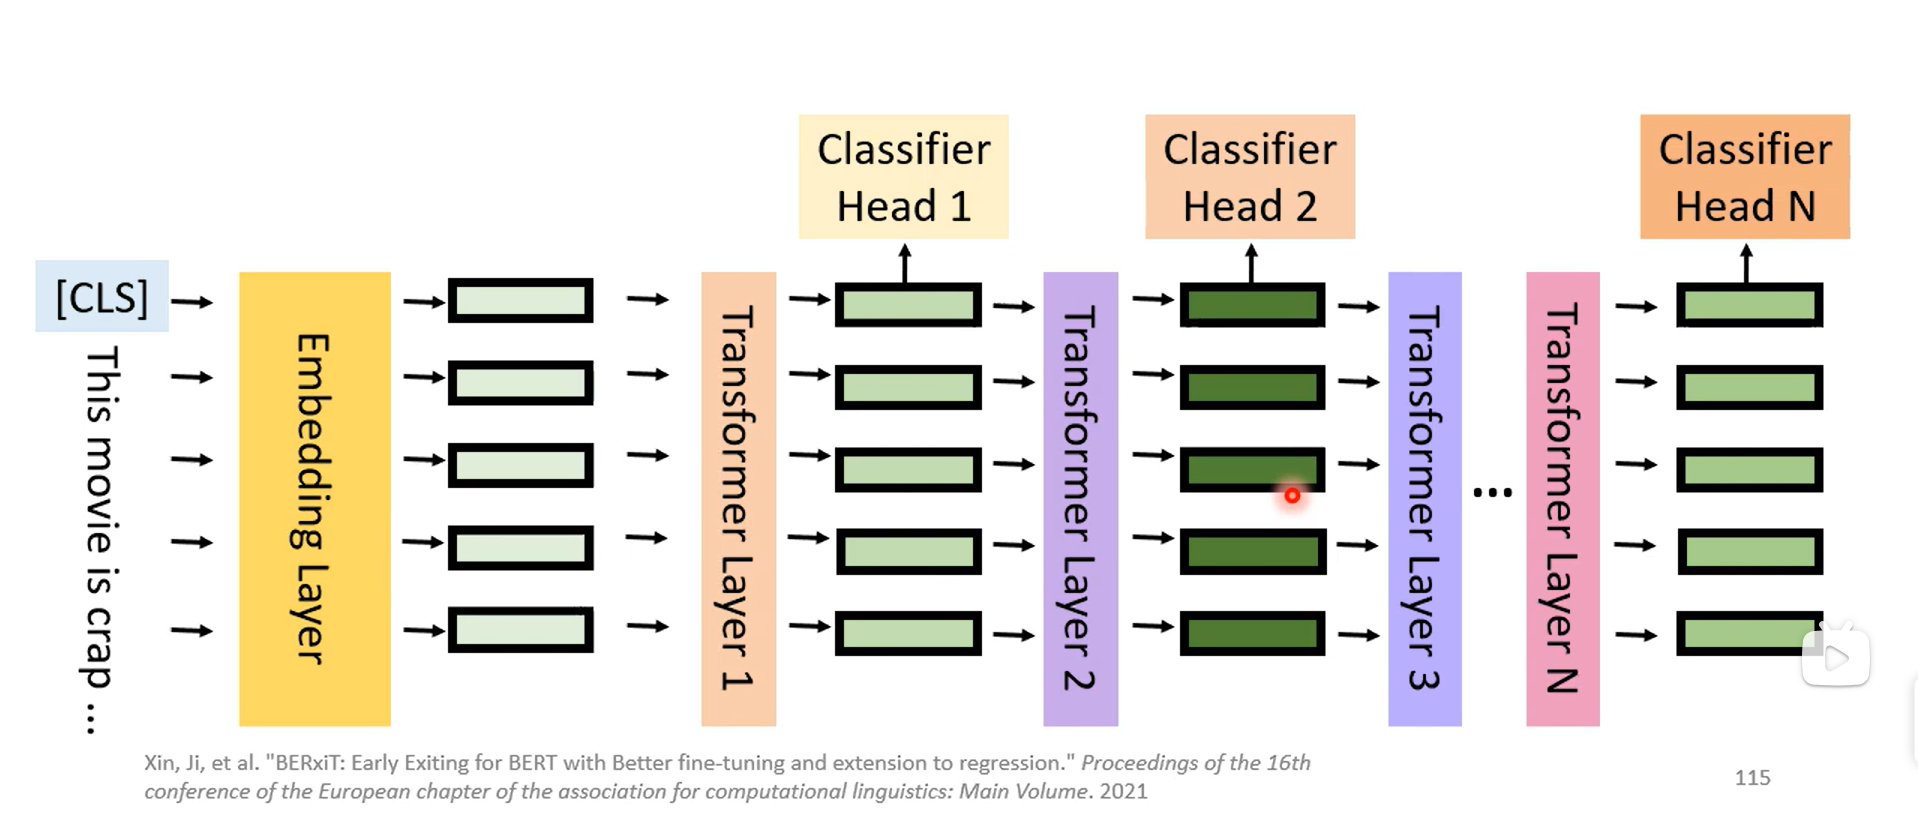 Classifier
Head 1
Classifier
Head 2
Classifier
Head N
[CLS]
This movie is crap ...
Embedding Layer
Transformer Layer 1
Transformer Layer 2
Transformer Layer 3
...
Transformer Layer N
Xin, Ji, et al. "BERxiT: Early Exiting for BERT with Better fine-tuning and extension to regression." Proceedings of the 16th
conference of the European chapter of the association for computational linguistics: Main Volume. 2021
115